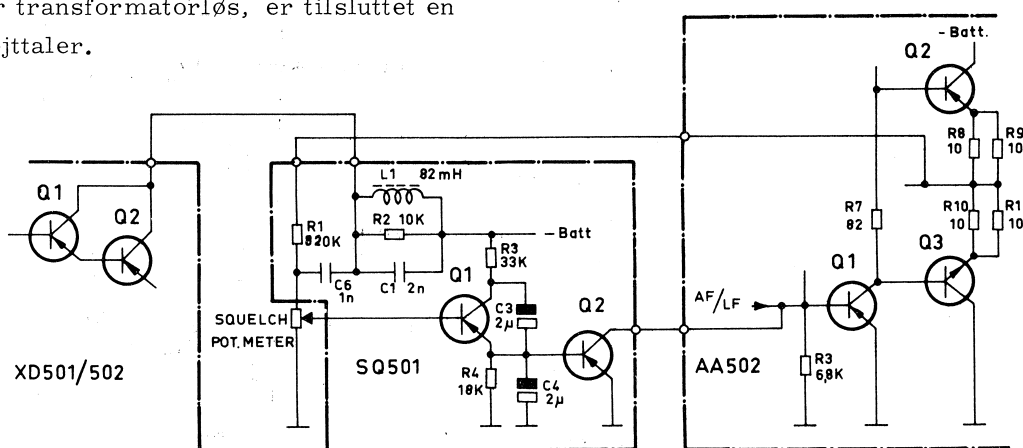 r transformatorløs, er tilsluttet en
jttaler.
- Batt.
Q2
R8
10
R9
10
L1 82mH
Q1
Q2
R1
820K
R2 10K
- Batt
R7
82
R10
10
R1
10
R3
33K
C6
1n
C1 2n
Q1
Q3
Q1
C3
2µ
Q2
AF/LF
SQUELCH
POT.METER
XD501/502
SQ501
R4
18K
C4
2µ
AA502
R3
6,8K